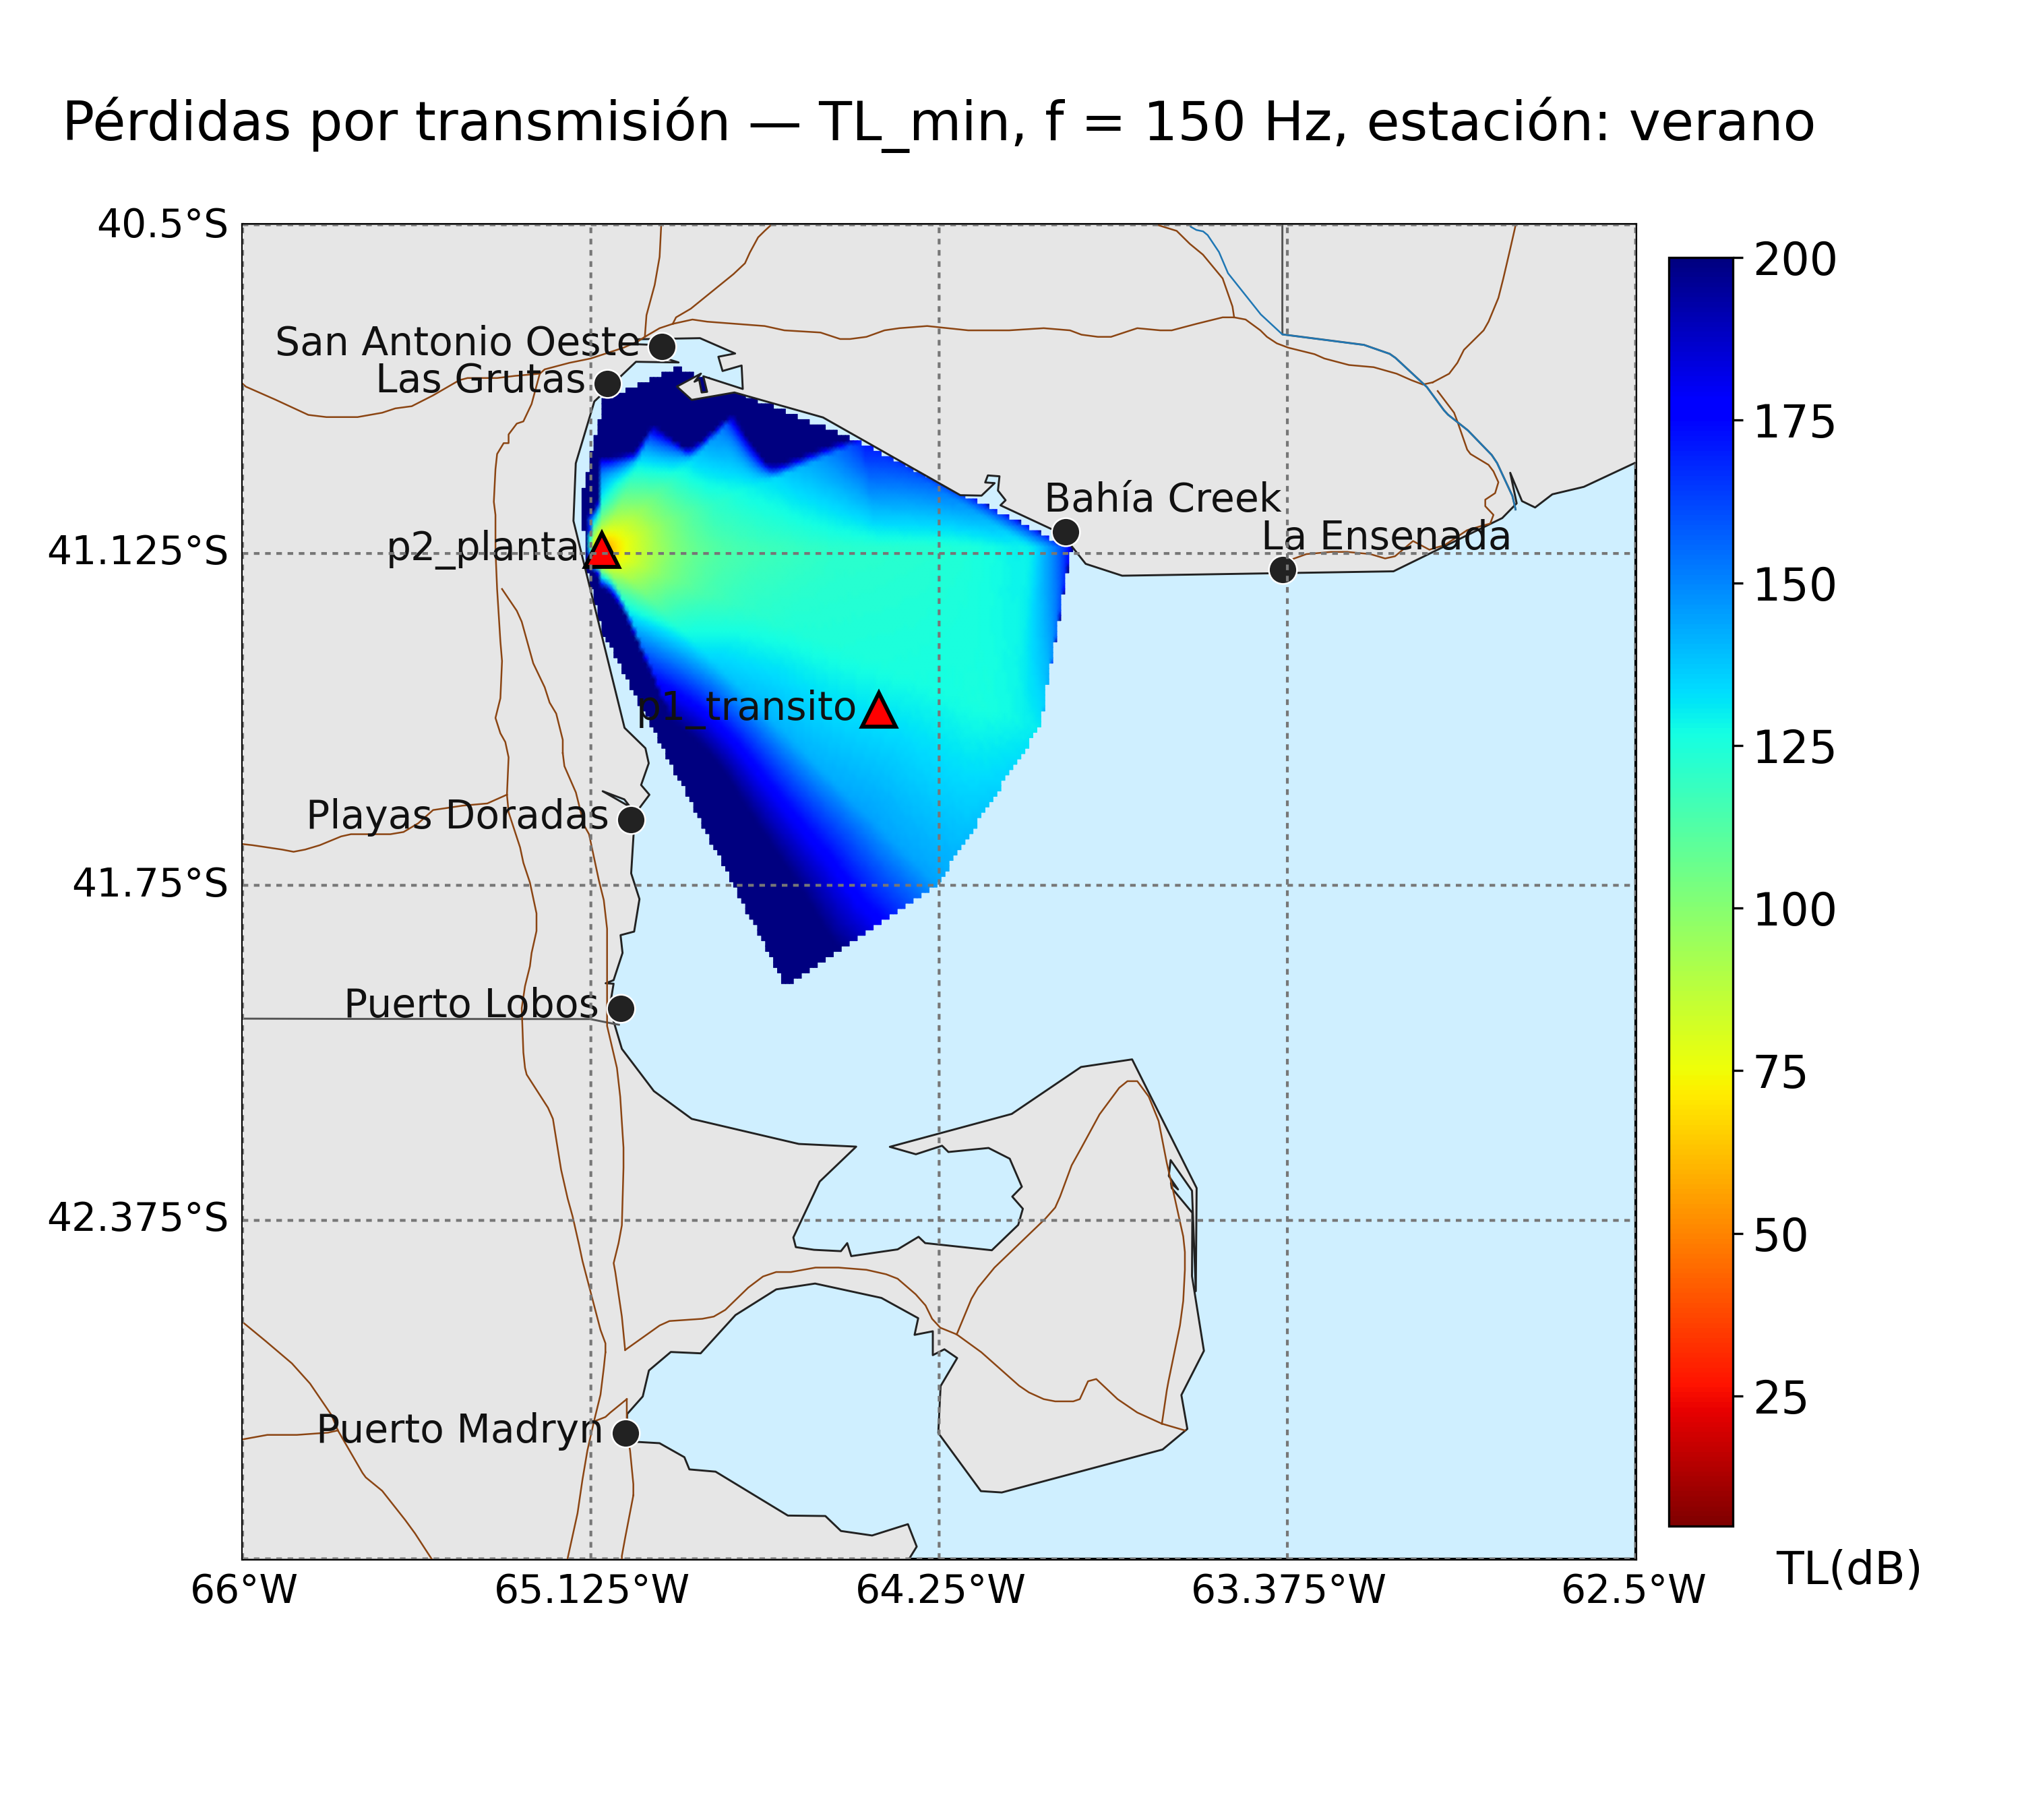 Pérdidas por transmisión — TL_min, f = 150 Hz, estación: verano
40.5°S
200
San Antonio Oeste
Las Grutas
175
Bahía Creek
La Ensenada
p2_planta
41.125°S
150
p1_transito
125
Playas Doradas
41.75°S
100
Puerto Lobos
75
42.375°S
50
25
Puerto Madryn
TL(dB)
66°W
65.125°W
64.25°W
63.375°W
62.5°W